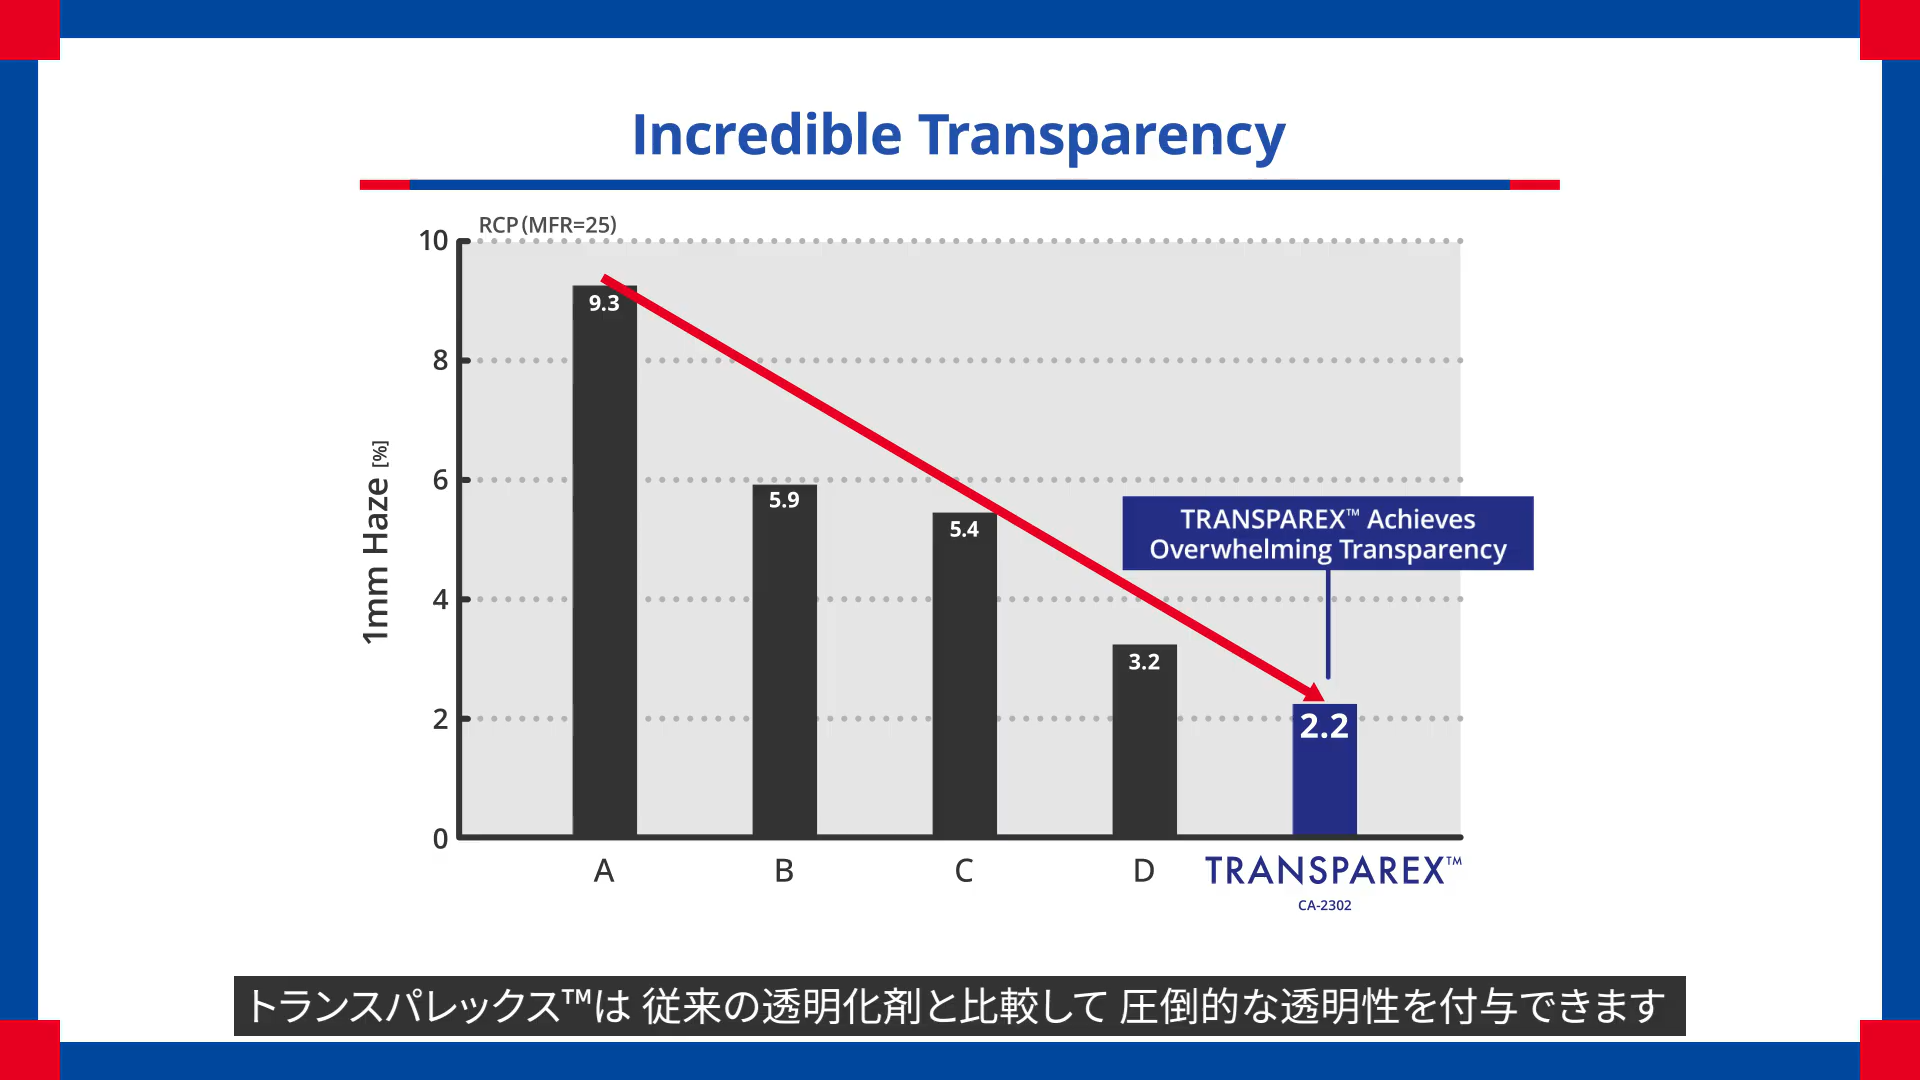 Incredible Transparency
RCP (MFR=25)
1mm Haze [%]
10
8
6
4
2
0
9.3
5.9
5.4
3.2
2.2
TRANSPAREX™ Achieves
Overwhelming Transparency
A
B
C
D
TRANSPAREX™
CA-2302
トランスパレックス™は 従来の透明化剤と比較して 圧倒的な透明性を付与できます